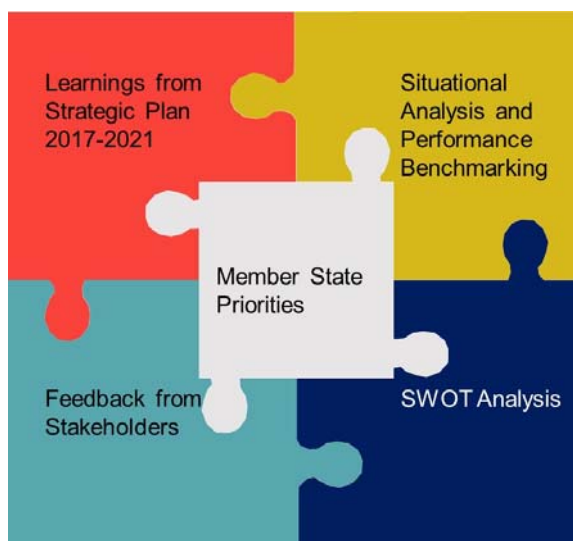 Learnings from
Strategic Plan
2017-2021
Situational
Analysis and
Performance
Benchmarking
Member State
Priorities
Feedback from
Stakeholders
SWOT Analysis